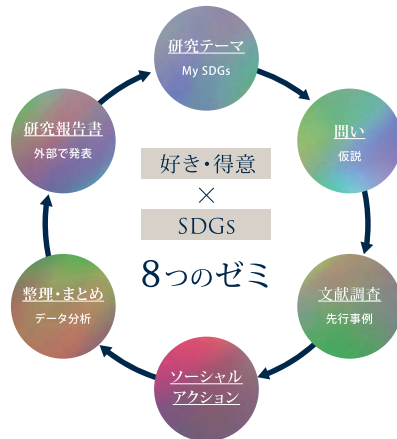 研究テーマ
My SDGs
問い
仮説
文献調査
先行事例
ソーシャル
アクション
整理・まとめ
データ分析
研究報告書
外部で発表
好き・得意
×
SDGs
8つのゼミ